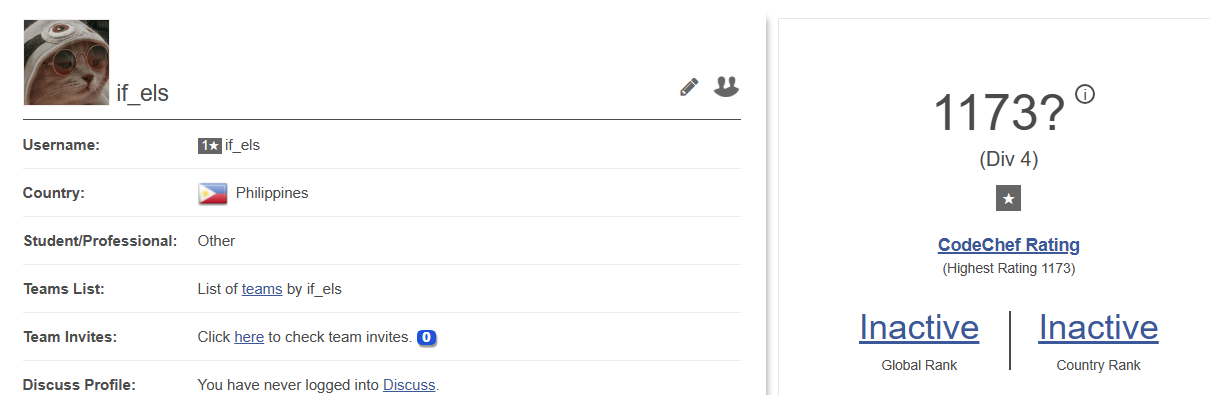 if_els
Username: 1★ if_els
Country: Philippines
Student/Professional: Other
Teams List: List of teams by if_els
Team Invites: Click here to check team invites. 0
Discuss Profile: You have never logged into Discuss.
1173? i
(Div 4)
★
CodeChef Rating
(Highest Rating 1173)
Inactive Inactive
Global Rank Country Rank